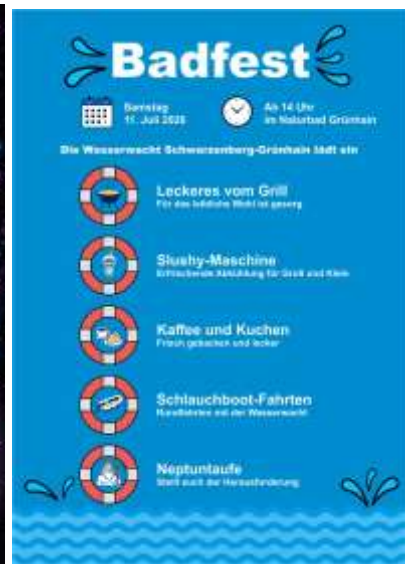 Badfest
Samstag
11. Juli 2026
Ab 14 Uhr
im Naturbad Grünhain
Die Wasserwacht Schwarzenberg-Grünhain lädt ein
Leckeres vom Grill
Für das leibliche Wohl ist gesorgt
Slushy-Maschine
Erfrischende Abkühlung für Groß und Klein
Kaffee und Kuchen
Frisch gebacken und lecker
Schlauchboot-Fahrten
Rundfahrten mit der Wasserwacht
Neptuntaufe
Stellt euch der Herausforderung